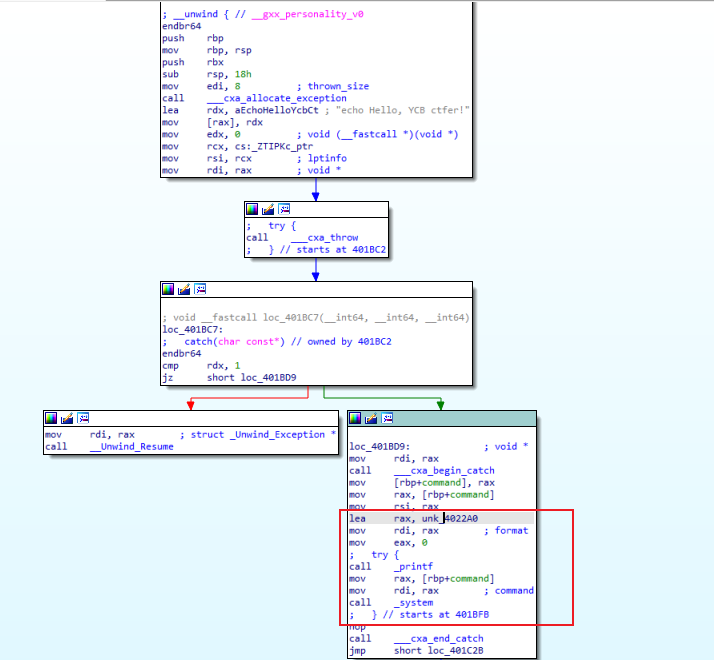 ; __unwind { // __gxx_personality_v0
endbr64
push rbp
mov rbp, rsp
push rbx
sub rsp, 18h
mov edi, 8 ; thrown_size
call ___cxa_allocate_exception
lea rdx, aEchoHelloYcbCt ; "echo Hello, YCB ctfer!"
mov [rax], rdx
mov edx, 0 ; void (__fastcall *)(void *)
mov rcx, cs:_ZTIPKc_ptr
mov rsi, rcx ; lptinfo
mov rdi, rax ; void *
; try {
call ___cxa_throw
; } // starts at 401BC2
; void __fastcall loc_401BC7(__int64, __int64, __int64)
loc_401BC7:
; catch(char const*) // owned by 401BC2
endbr64
cmp rdx, 1
jz short loc_401BD9
mov rdi, rax ; struct _Unwind_Exception *
call __Unwind_Resume
loc_401BD9: ; void *
mov rdi, rax
call ___cxa_begin_catch
mov [rbp+command], rax
mov rax, [rbp+command]
mov rsi, rax
lea rax, unk_4022A0
mov rdi, rax ; format
mov eax, 0
; try {
call _printf
mov rax, [rbp+command]
mov rdi, rax ; command
call _system
; } // starts at 401BFB
nop
call ___cxa_end_catch
jmp short loc_401C2B